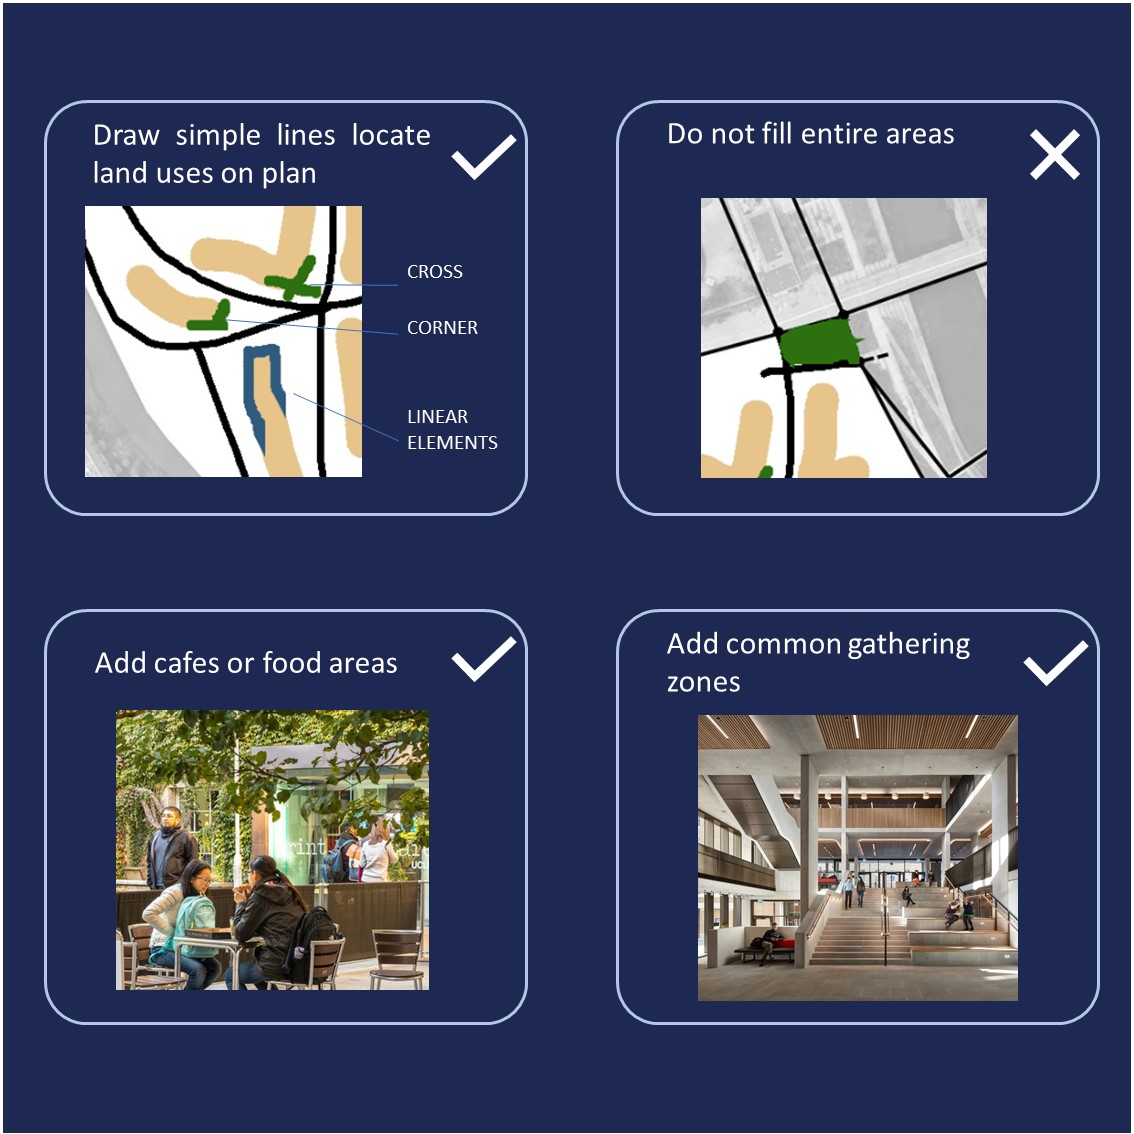 Draw simple lines locate
land uses on plan
CROSS
CORNER
LINEAR
ELEMENTS
Do not fill entire areas
Add cafes or food areas
UCL
Add common gathering
zones